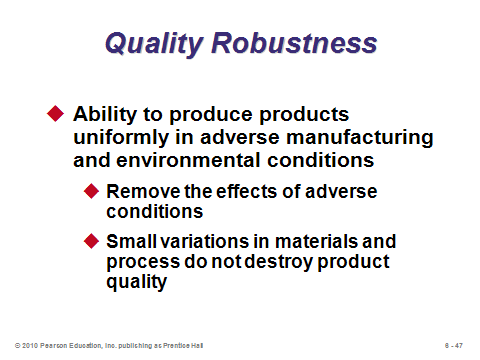 Quality Robustness
Ability to produce products
uniformly in adverse manufacturing
and environmental conditions
Remove the effects of adverse
conditions
Small variations in materials and
process do not destroy product
quality
© 2010 Pearson Education, Inc. publishing as Prentice Hall
6 - 47